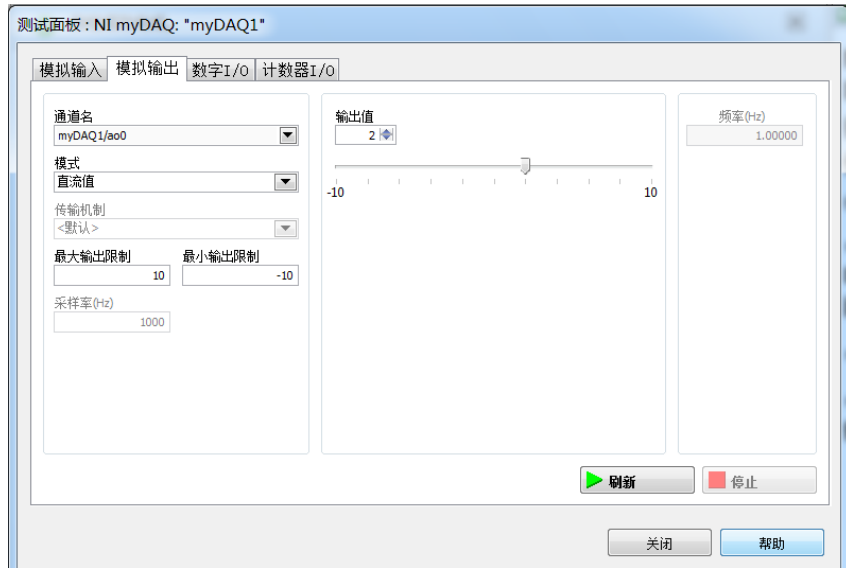 测试面板 : NI myDAQ: "myDAQ1"
模拟输入 模拟输出 数字I/O 计数器I/O
通道名
myDAQ1/ao0
模式
直流值
传输机制
<默认>
最大输出限制 最小输出限制
10 -10
采样率(Hz)
1000
输出值
2
-10 10
频率(Hz)
1.00000
刷新 停止
关闭 帮助